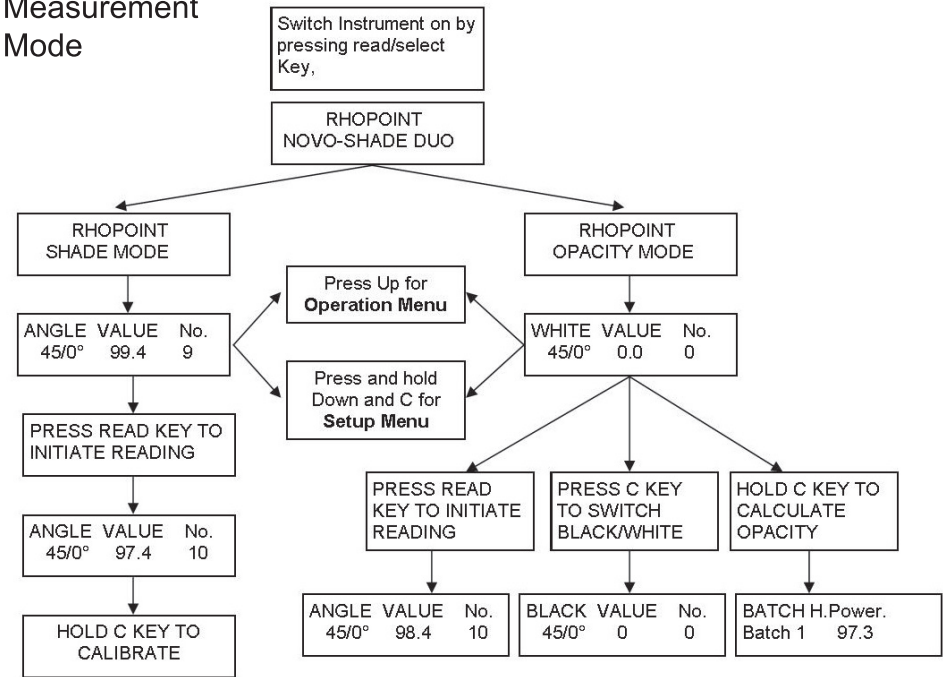 Measurement
Mode
Switch Instrument on by
pressing read/select
Key,
RHOPOINT
NOVO-SHADE DUO
RHOPOINT
SHADE MODE
RHOPOINT
OPACITY MODE
Press Up for
Operation Menu
ANGLE VALUE No.
45/0° 99.4 9
WHITE VALUE No.
45/0° 0.0 0
Press and hold
Down and C for
Setup Menu
PRESS READ KEY TO
INITIATE READING
ANGLE VALUE No.
45/0° 97.4 10
HOLD C KEY TO
CALIBRATE
PRESS READ
KEY TO INITIATE
READING
PRESS C KEY
TO SWITCH
BLACK/WHITE
HOLD C KEY TO
CALCULATE
OPACITY
ANGLE VALUE No.
45/0° 98.4 10
BLACK VALUE No.
45/0° 0 0
BATCH H.Power.
Batch 1 97.3